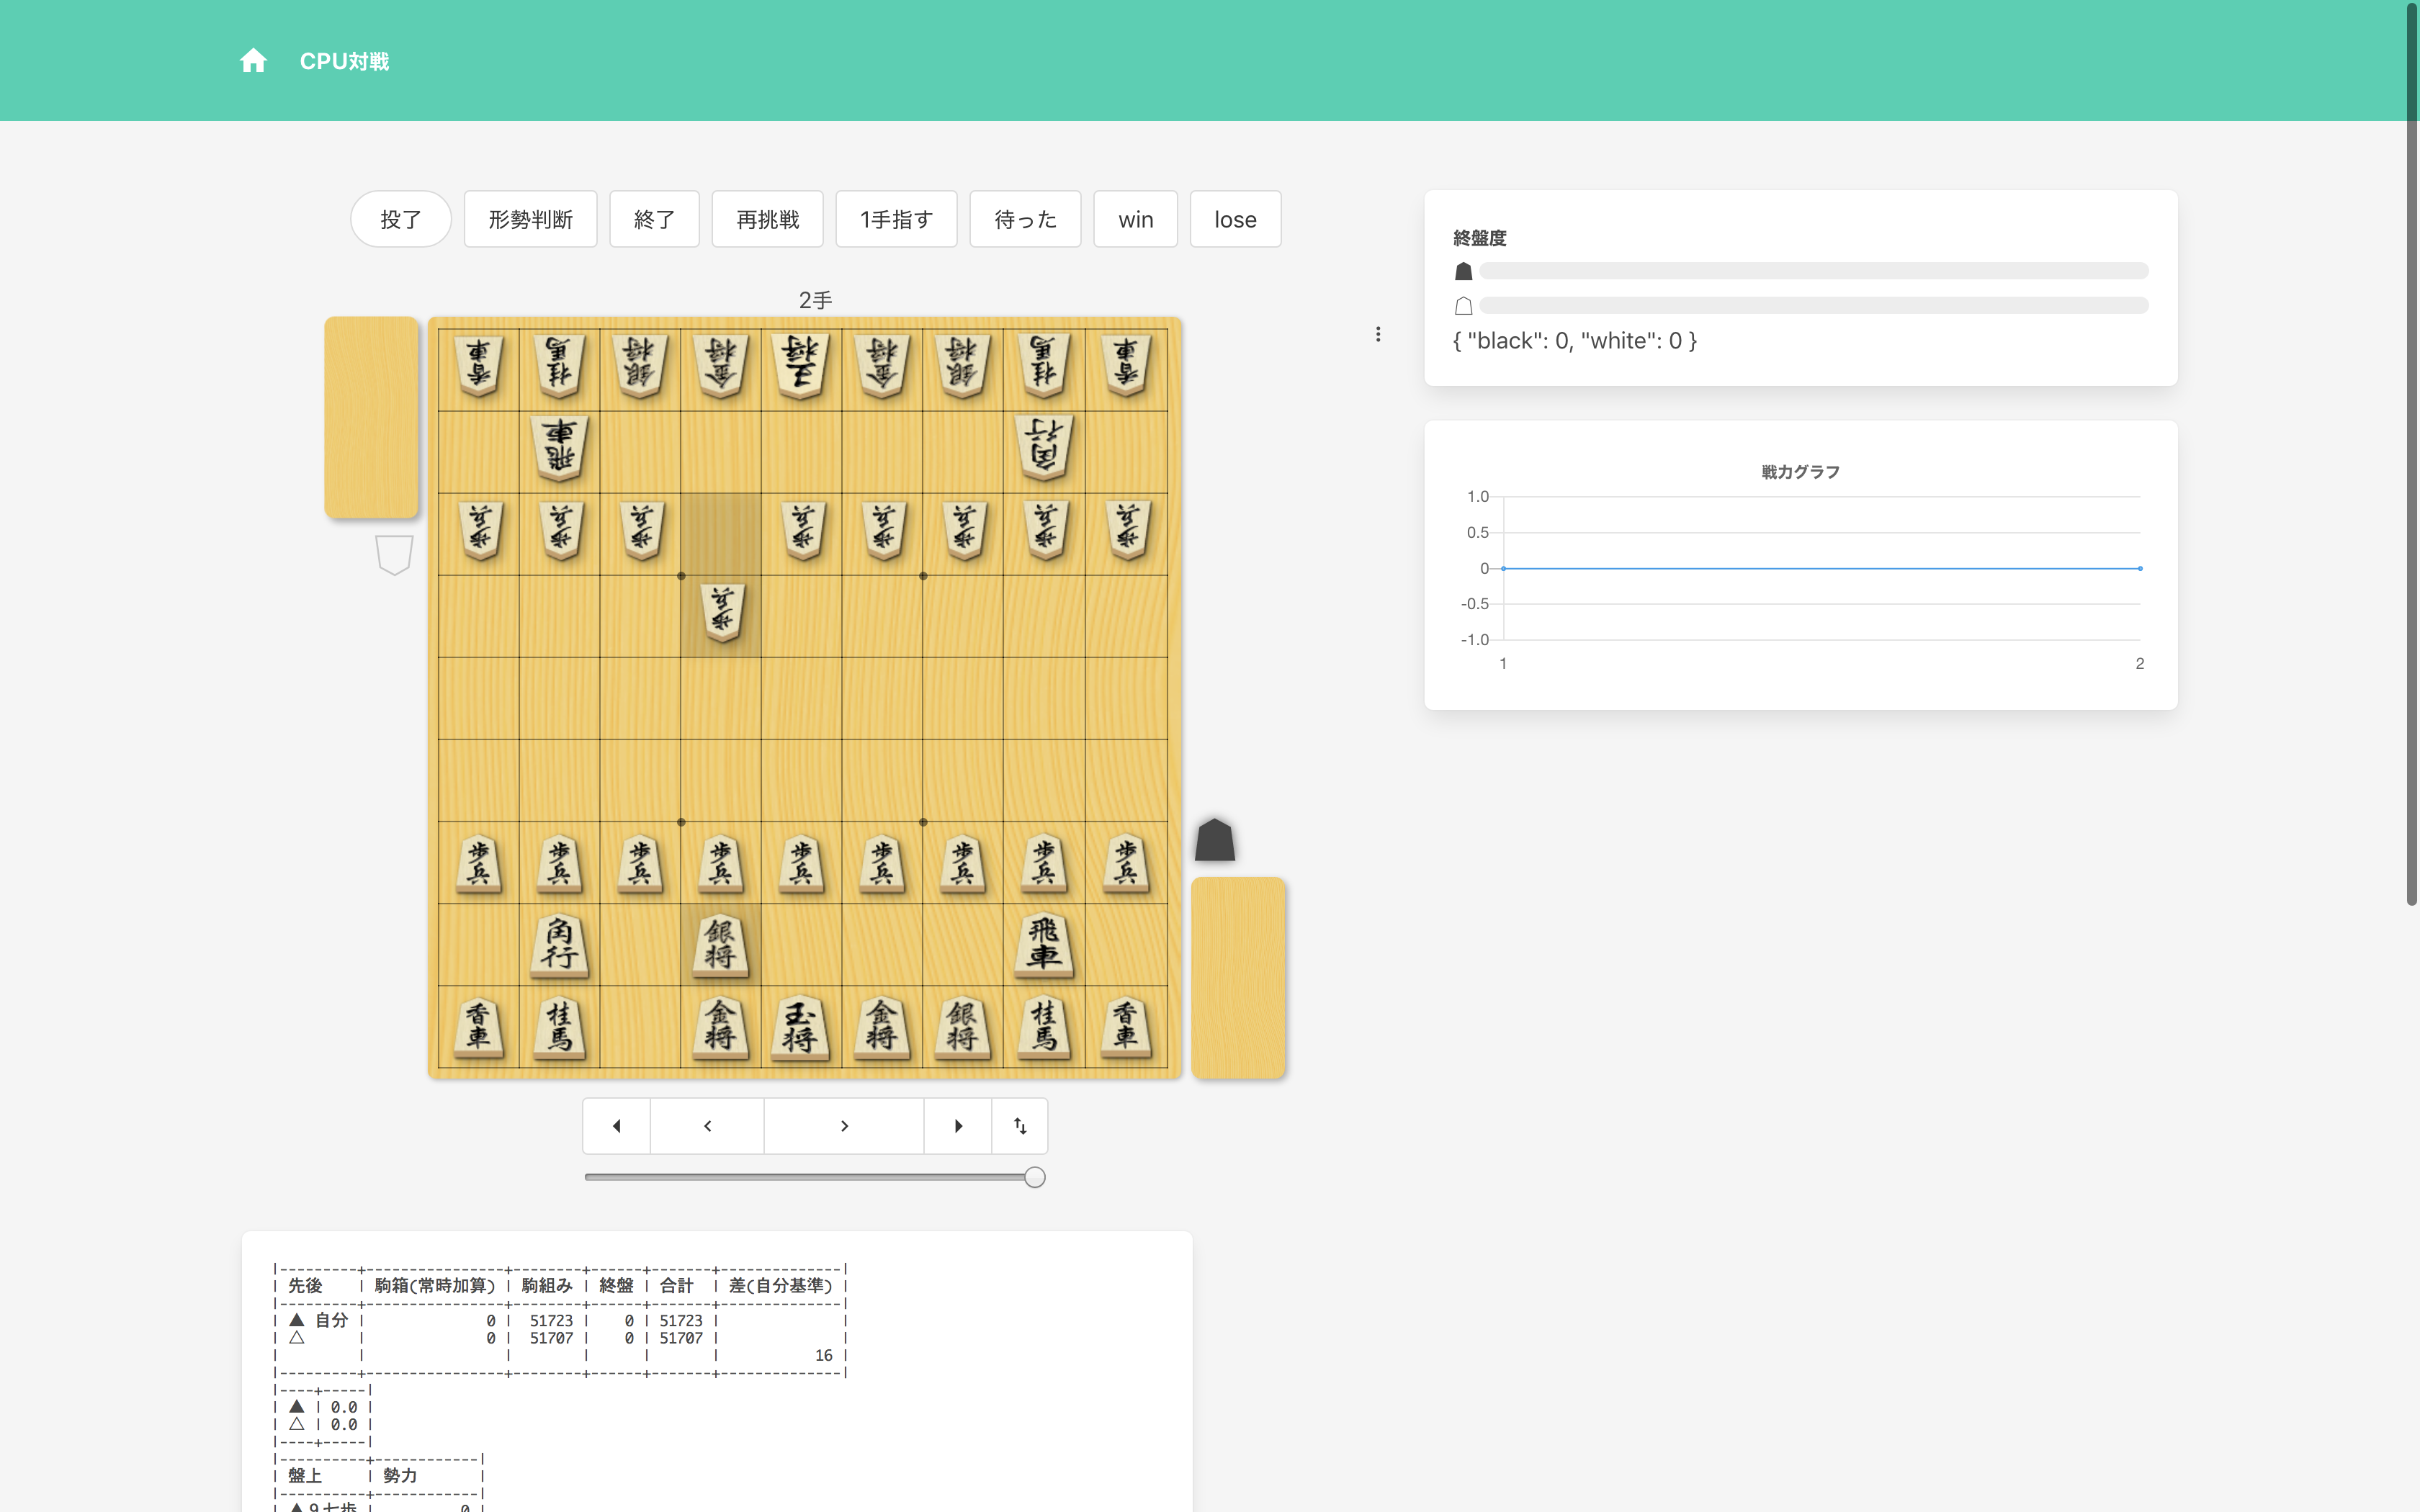 CPU対戦
投了 形勢判断 終了 再挑戦 1手指す 待った win lose
2手
香車 桂馬 銀将 金将 王将 金将 銀将 桂馬 香車
飛車 角行
歩兵 歩兵 歩兵 歩兵 歩兵 歩兵 歩兵 歩兵
歩兵
歩兵 歩兵 歩兵 歩兵 歩兵 歩兵 歩兵 歩兵 歩兵
角行 銀将 飛車
香車 桂馬 金将 玉将 金将 銀将 桂馬 香車
終盤度
{ "black": 0, "white": 0 }
戦力グラフ
1.0
0.5
0
-0.5
-1.0
1 2
|----------+-----------------+--------+------+-------+--------------|
| 先後 | 駒箱(常時加算) | 駒組み | 終盤 | 合計 | 差(自分基準) |
|----------+-----------------+--------+------+-------+--------------|
| ▲ 自分 | 0 | 51723 | 0 | 51723 | |
| △ | 0 | 51707 | 0 | 51707 | |
| | | | | | 16 |
|----------+-----------------+--------+------+-------+--------------|
|----+-----|
| ▲ | 0.0 |
| △ | 0.0 |
|----+-----|
|----------+------------|
| 盤上 | 勢力 |
|----------+------------|
| ▲９七歩 | 0 |